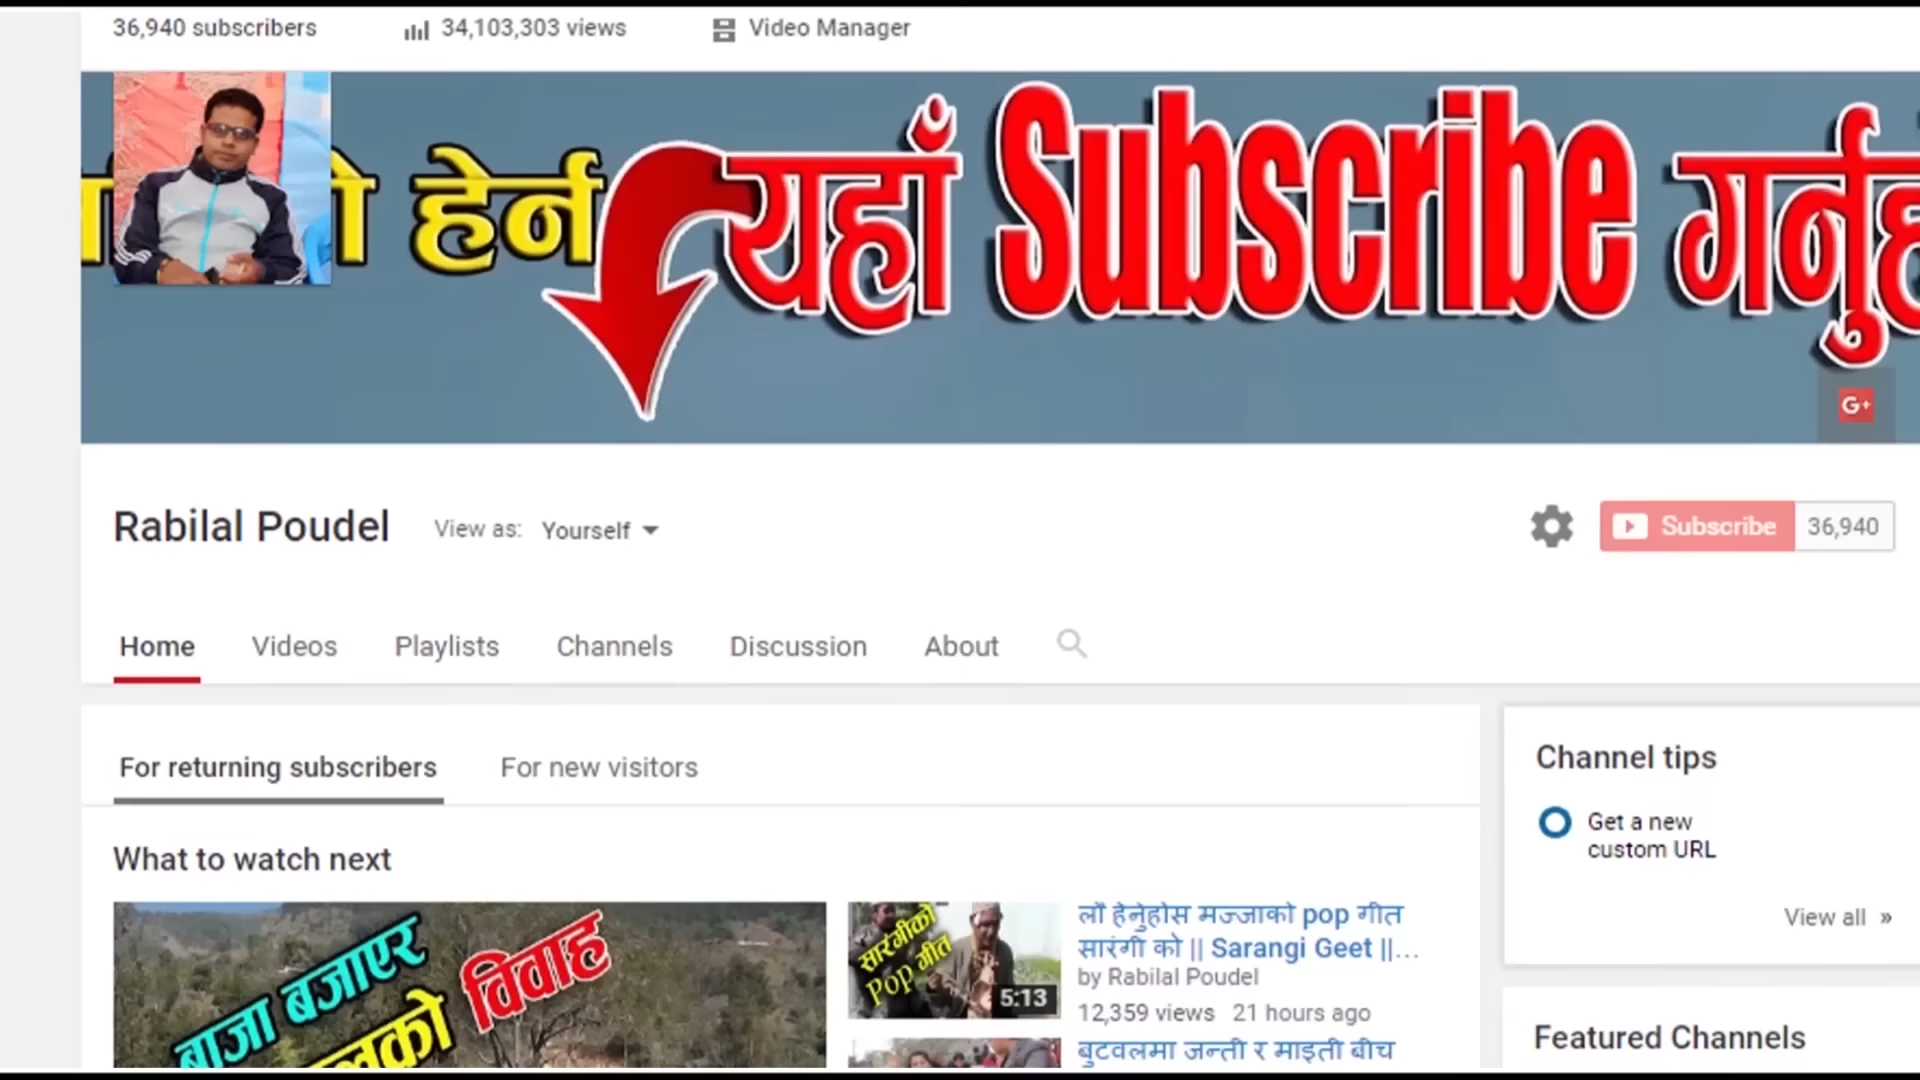 36,940 subscribers 34,103,303 views Video Manager
हेर्न यहाँ Subscribe
G+
Rabilal Poudel View as: Yourself Subscribe 36,940
Home Videos Playlists Channels Discussion About
For returning subscribers For new visitors
What to watch next
बाजा बजाएर
विवाह
सारंगीको
Pop गीत
5:13
लौ हेर्नुहोस मज्जाको pop गीत
सारंगी को || Sarangi Geet ||...
by Rabilal Poudel
12,359 views 21 hours ago
बुटवलमा जन्ती र माइती बीच
Channel tips
Get a new
custom URL
View all »
Featured Channels